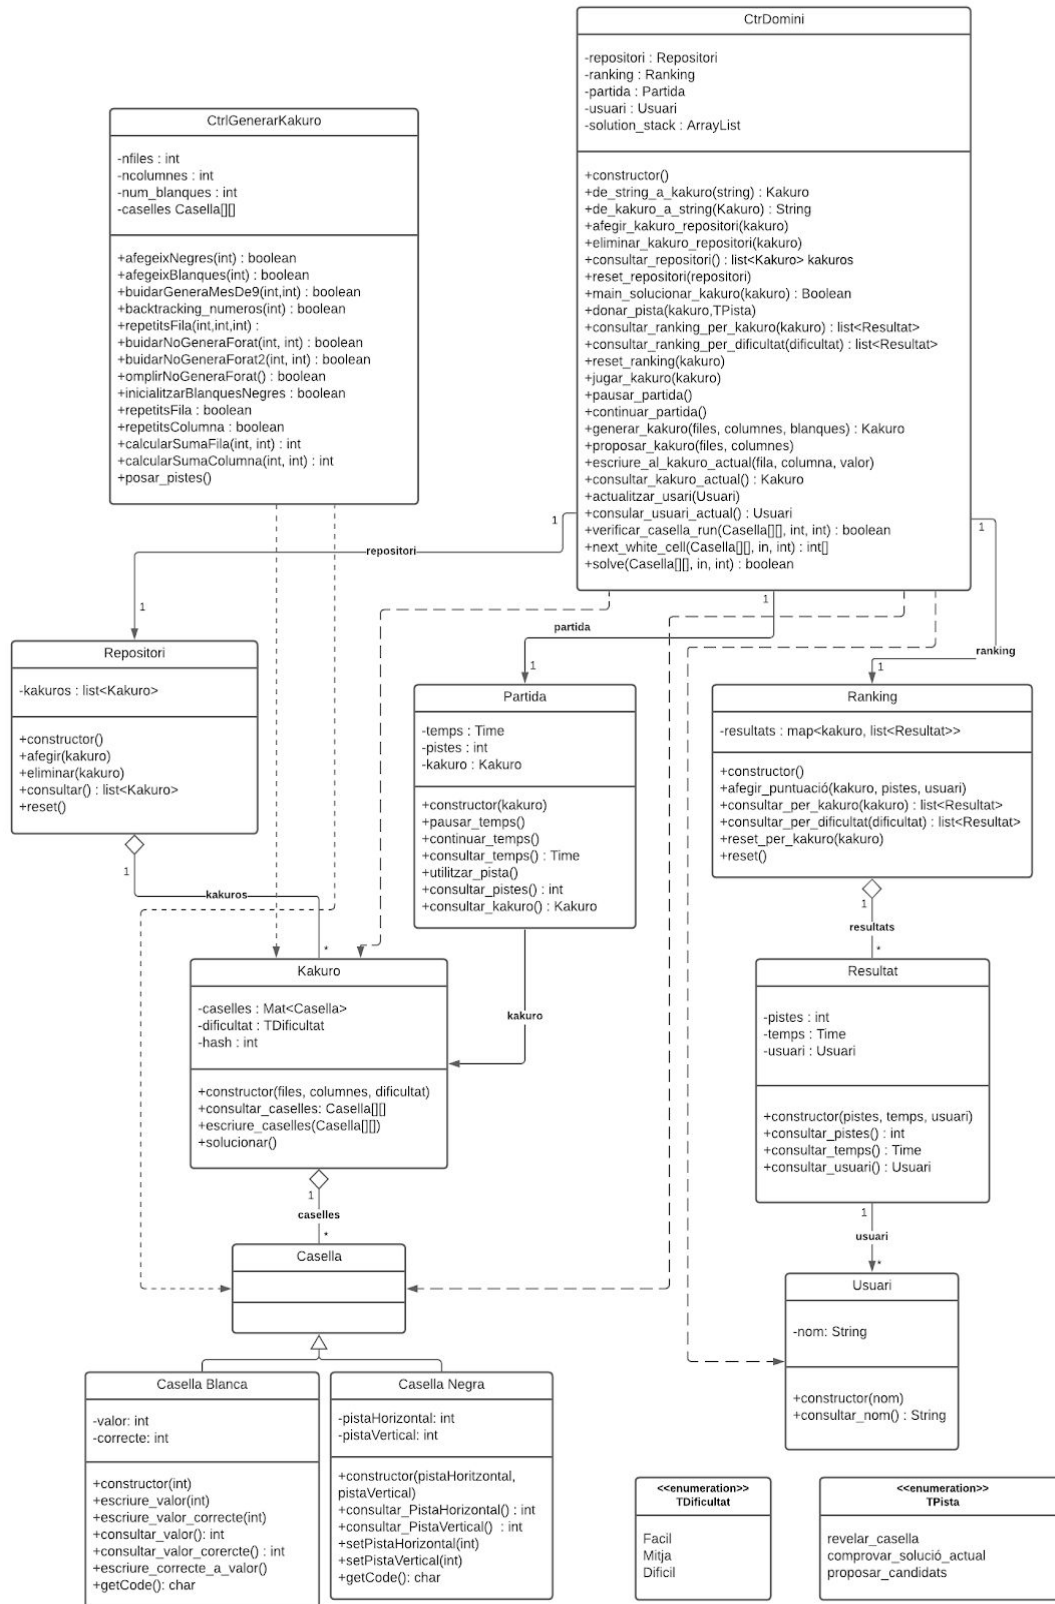 CtrDomini
-repositori : Repositori
-ranking : Ranking
-partida : Partida
-usuari : Usuari
-solution_stack : ArrayList
+constructor()
+de_string_a_kakuro(string) : Kakuro
+de_kakuro_a_string(Kakuro) : String
+afegir_kakuro_repositori(kakuro)
+eliminar_kakuro_repositori(kakuro)
+consultar_repositori() : list<Kakuro> kakuros
+reset_repositori(repositori)
+main_solucionar_kakuro(kakuro) : Boolean
+donar_pista(kakuro,TPista)
+consultar_ranking_per_kakuro(kakuro) : list<Resultat>
+consultar_ranking_per_dificultat(dificultat) : list<Resultat>
+reset_ranking(kakuro)
+jugar_kakuro(kakuro)
+pausar_partida()
+continuar_partida()
+generar_kakuro(files, columnes, blanques) : Kakuro
+proposar_kakuro(files, columnes)
+escriure_al_kakuro_actual(fila, columna, valor)
+consultar_kakuro_actual() : Kakuro
+actualitzar_usari(Usuari)
+consular_usuari_actual() : Usuari
+verificar_casella_run(Casella[][], int, int) : boolean
+next_white_cell(Casella[][], in, int) : int[]
+solve(Casella[][], in, int) : boolean
CtrlGenerarKakuro
-nfiles : int
-ncolumnes : int
-num_blanques : int
-caselles Casella[][]
+afegeixNegres(int) : boolean
+afegeixBlanques(int) : boolean
+buidarGeneraMesDe9(int,int) : boolean
+backtracking_numeros(int) : boolean
+repetitsFila(int,int,int) :
+buidarNoGeneraForat(int, int) : boolean
+buidarNoGeneraForat2(int, int) : boolean
+omplirNoGeneraForat() : boolean
+inicialitzarBlanquesNegres : boolean
+repetitsFila : boolean
+repetitsColumna : boolean
+calcularSumaFila(int, int) : int
+calcularSumaColumna(int, int) : int
+posar_pistes()
1
1
repositori
1
1
partida
1
ranking
1
Repositori
-kakuros : list<Kakuro>
+constructor()
+afegir(kakuro)
+eliminar(kakuro)
+consultar() : list<Kakuro>
+reset()
1
kakuros
*
Partida
-temps : Time
-pistes : int
-kakuro : Kakuro
+constructor(kakuro)
+pausar_temps()
+continuar_temps()
+consultar_temps() : Time
+utilitzar_pista()
+consultar_pistes() : int
+consultar_kakuro() : Kakuro
kakuro
Ranking
-resultats : map<kakuro, list<Resultat>>
+constructor()
+afegir_puntuació(kakuro, pistes, usuari)
+consultar_per_kakuro(kakuro) : list<Resultat>
+consultar_per_dificultat(dificultat) : list<Resultat>
+reset_per_kakuro(kakuro)
+reset()
1
resultats
*
Kakuro
-caselles : Mat<Casella>
-dificultat : TDificultat
-hash : int
+constructor(files, columnes, dificultat)
+consultar_caselles: Casella[][]
+escriure_caselles(Casella[][])
+solucionar()
1
caselles
*
Resultat
-pistes : int
-temps : Time
-usuari : Usuari
+constructor(pistes, temps, usuari)
+consultar_pistes() : int
+consultar_temps() : Time
+consultar_usuari() : Usuari
1
usuari
*
Casella
Usuari
-nom: String
+constructor(nom)
+consultar_nom() : String
Casella Blanca
-valor: int
-correcte: int
+constructor(int)
+escriure_valor(int)
+escriure_valor_correcte(int)
+consultar_valor(): int
+consultar_valor_corercte() : int
+escriure_correcte_a_valor()
+getCode(): char
Casella Negra
-pistaHorizontal: int
-pistaVertical: int
+constructor(pistaHoritzontal,
pistaVertical)
+consultar_PistaHorizontal() : int
+consultar_PistaVertical() : int
+setPistaHorizontal(int)
+setPistaVertical(int)
+getCode(): char
<<enumeration>>
TDificultat
Facil
Mitja
Dificil
<<enumeration>>
TPista
revelar_casella
comprovar_solució_actual
proposar_candidats